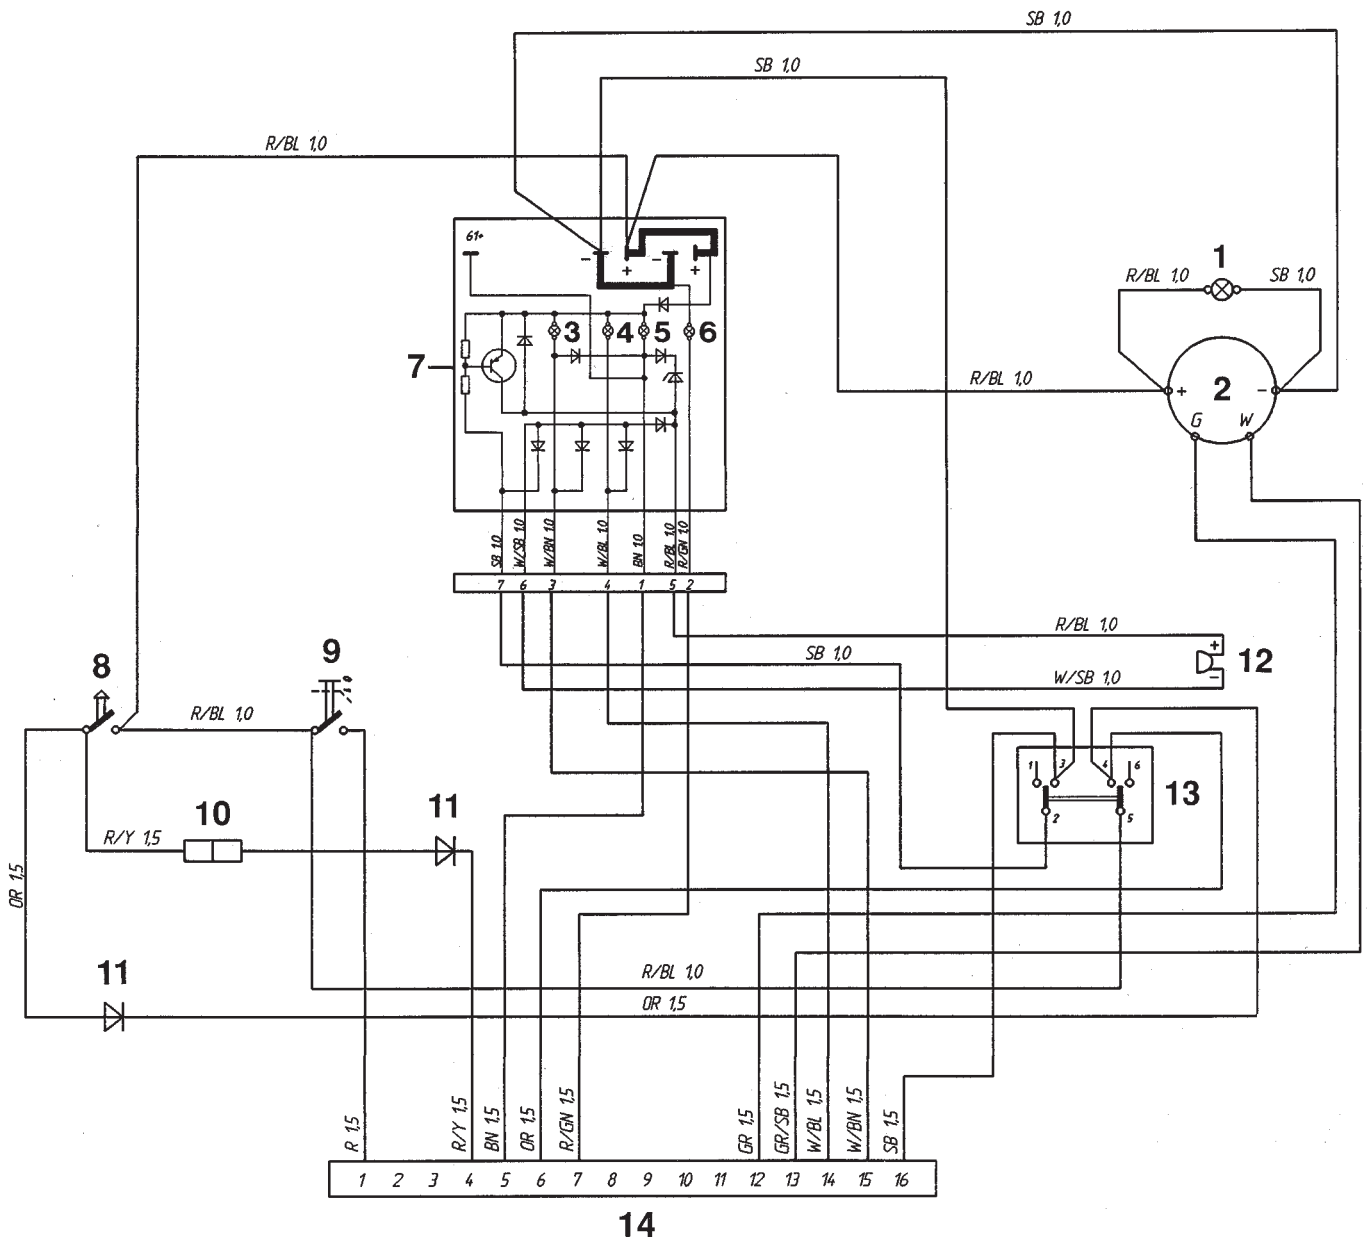 SB 1,0
SB 1,0
R/BL 1,0
61+
- + - +
1
R/BL 1,0 SB 1,0
3 4 5 6
7
R/BL 1,0
+ 2 -
G W
SB 1,0 W/SB 1,0 W/BN 1,0 W/BL 1,0 BN 1,0 R/BL 1,0 R/GN 1,0
7 6 3 4 1 5 2
R/BL 1,0
SB 1,0
+
12
-
W/SB 1,0
8
9
R/BL 1,0
1 3 4 6
13
2 5
10
11
R/Y 1,5
OR 1,5
11
R/BL 1,0
OR 1,5
R 1,5 R/Y 1,5 BN 1,5 OR 1,5 R/GN 1,5 GR 1,5 GR/SB 1,5 W/BL 1,5 W/BN 1,5 SB 1,5
1 2 3 4 5 6 7 8 9 10 11 12 13 14 15 16
14